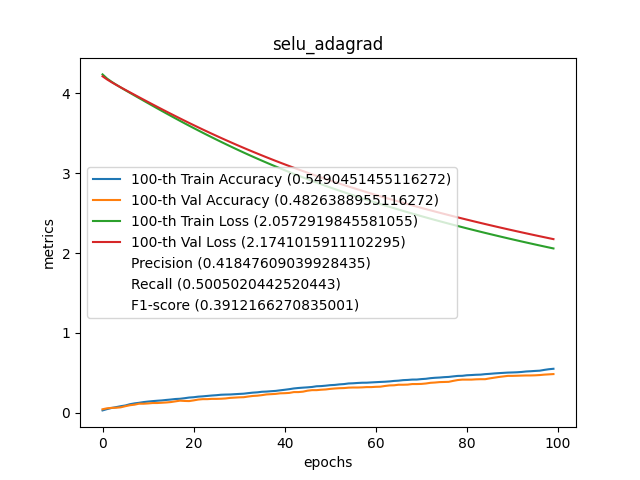 selu_adagrad
4
3
2
1
0
metrics
100-th Train Accuracy (0.5490451455116272)
100-th Val Accuracy (0.4826388955116272)
100-th Train Loss (2.0572919845581055)
100-th Val Loss (2.1741015911102295)
Precision (0.41847609039928435)
Recall (0.5005020442520443)
F1-score (0.3912166270835001)
0 20 40 60 80 100
epochs